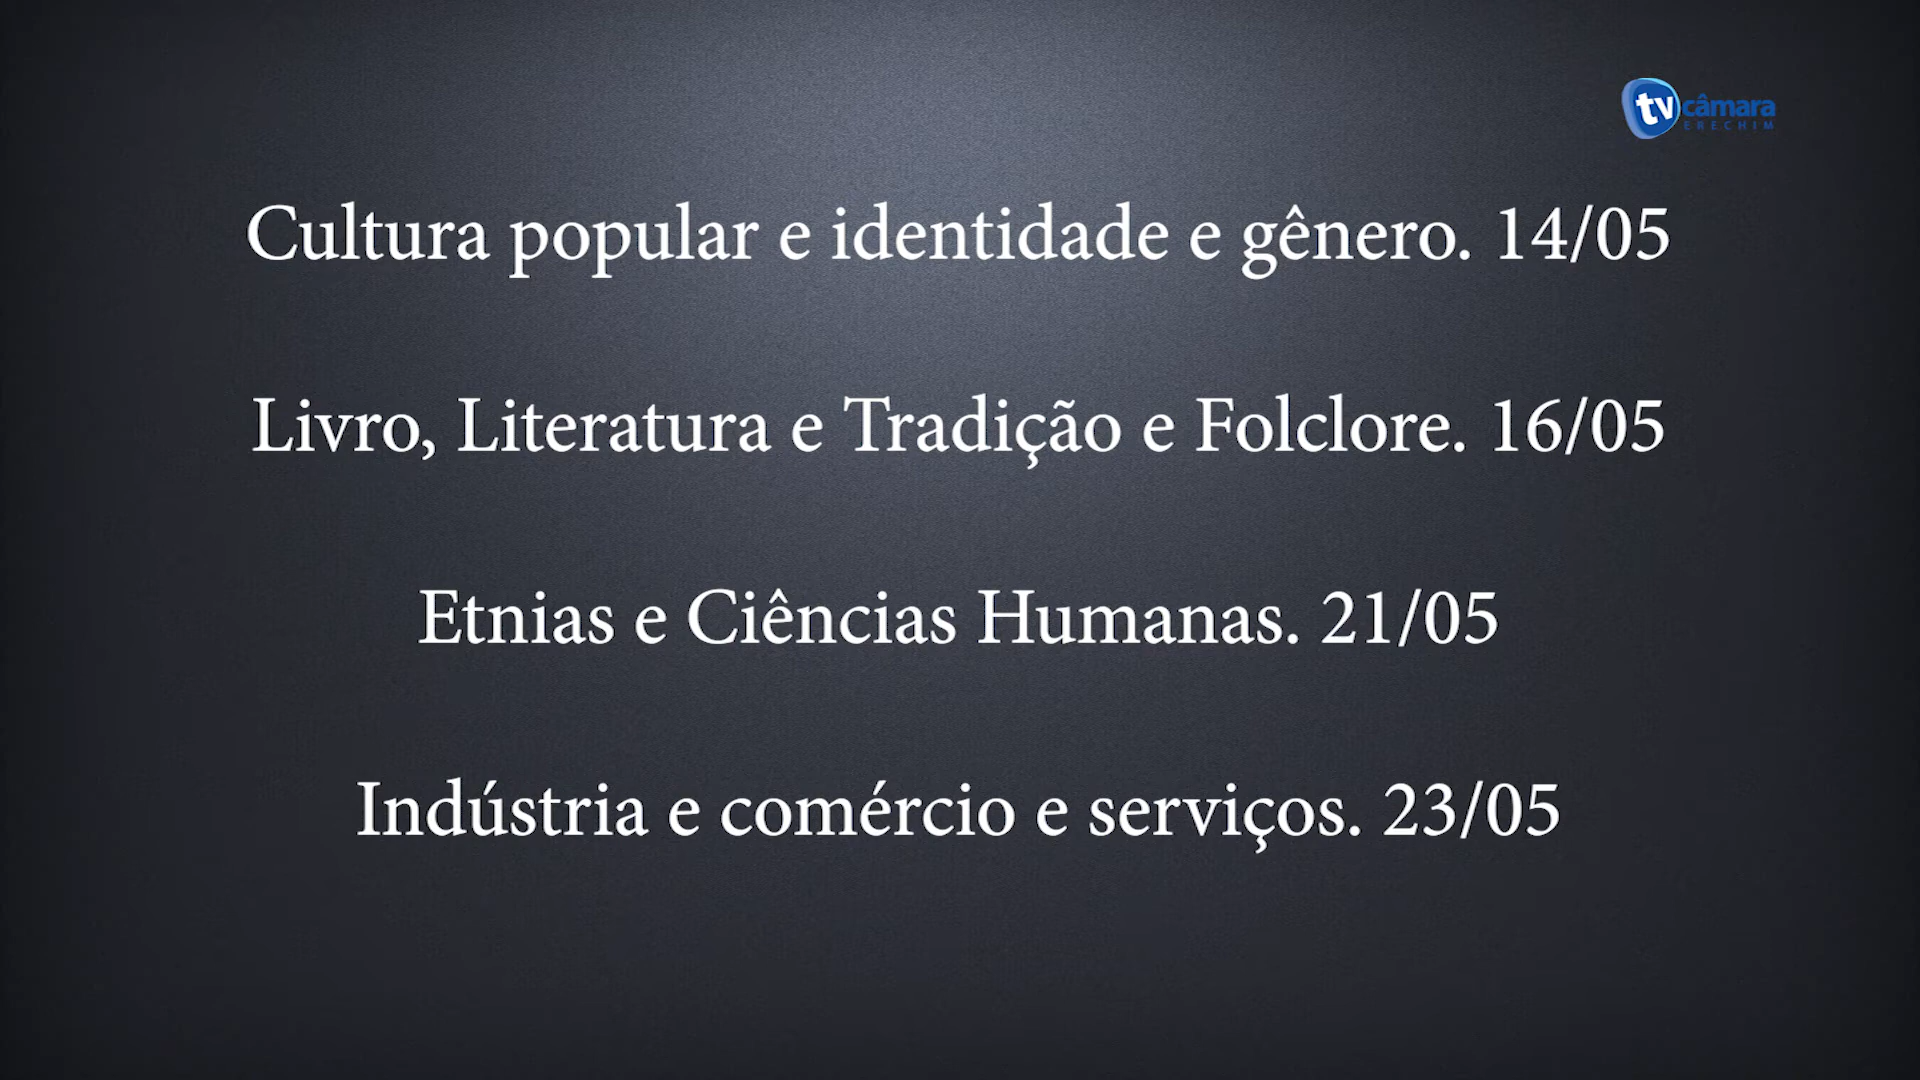 tv câmara
ERECHIM
Cultura popular e identidade e gênero. 14/05
Livro, Literatura e Tradição e Folclore. 16/05
Etnias e Ciências Humanas. 21/05
Indústria e comércio e serviços. 23/05